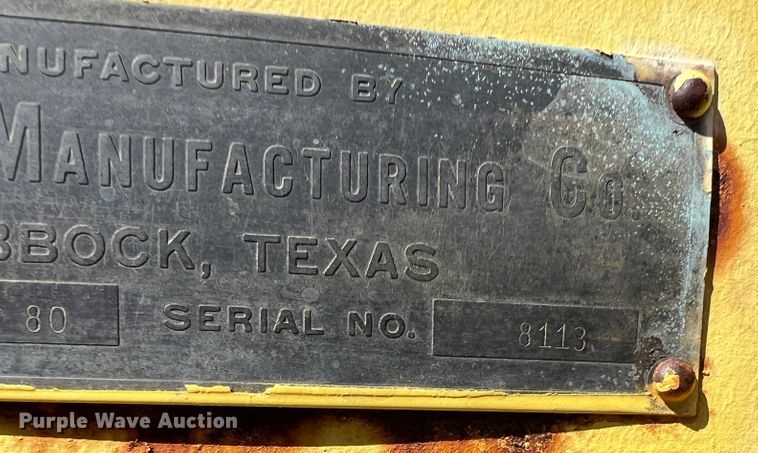 NUFACTURED BY
MANUFACTURING CO.
BBOCK, TEXAS
80 SERIAL NO. 8113
Purple Wave Auction